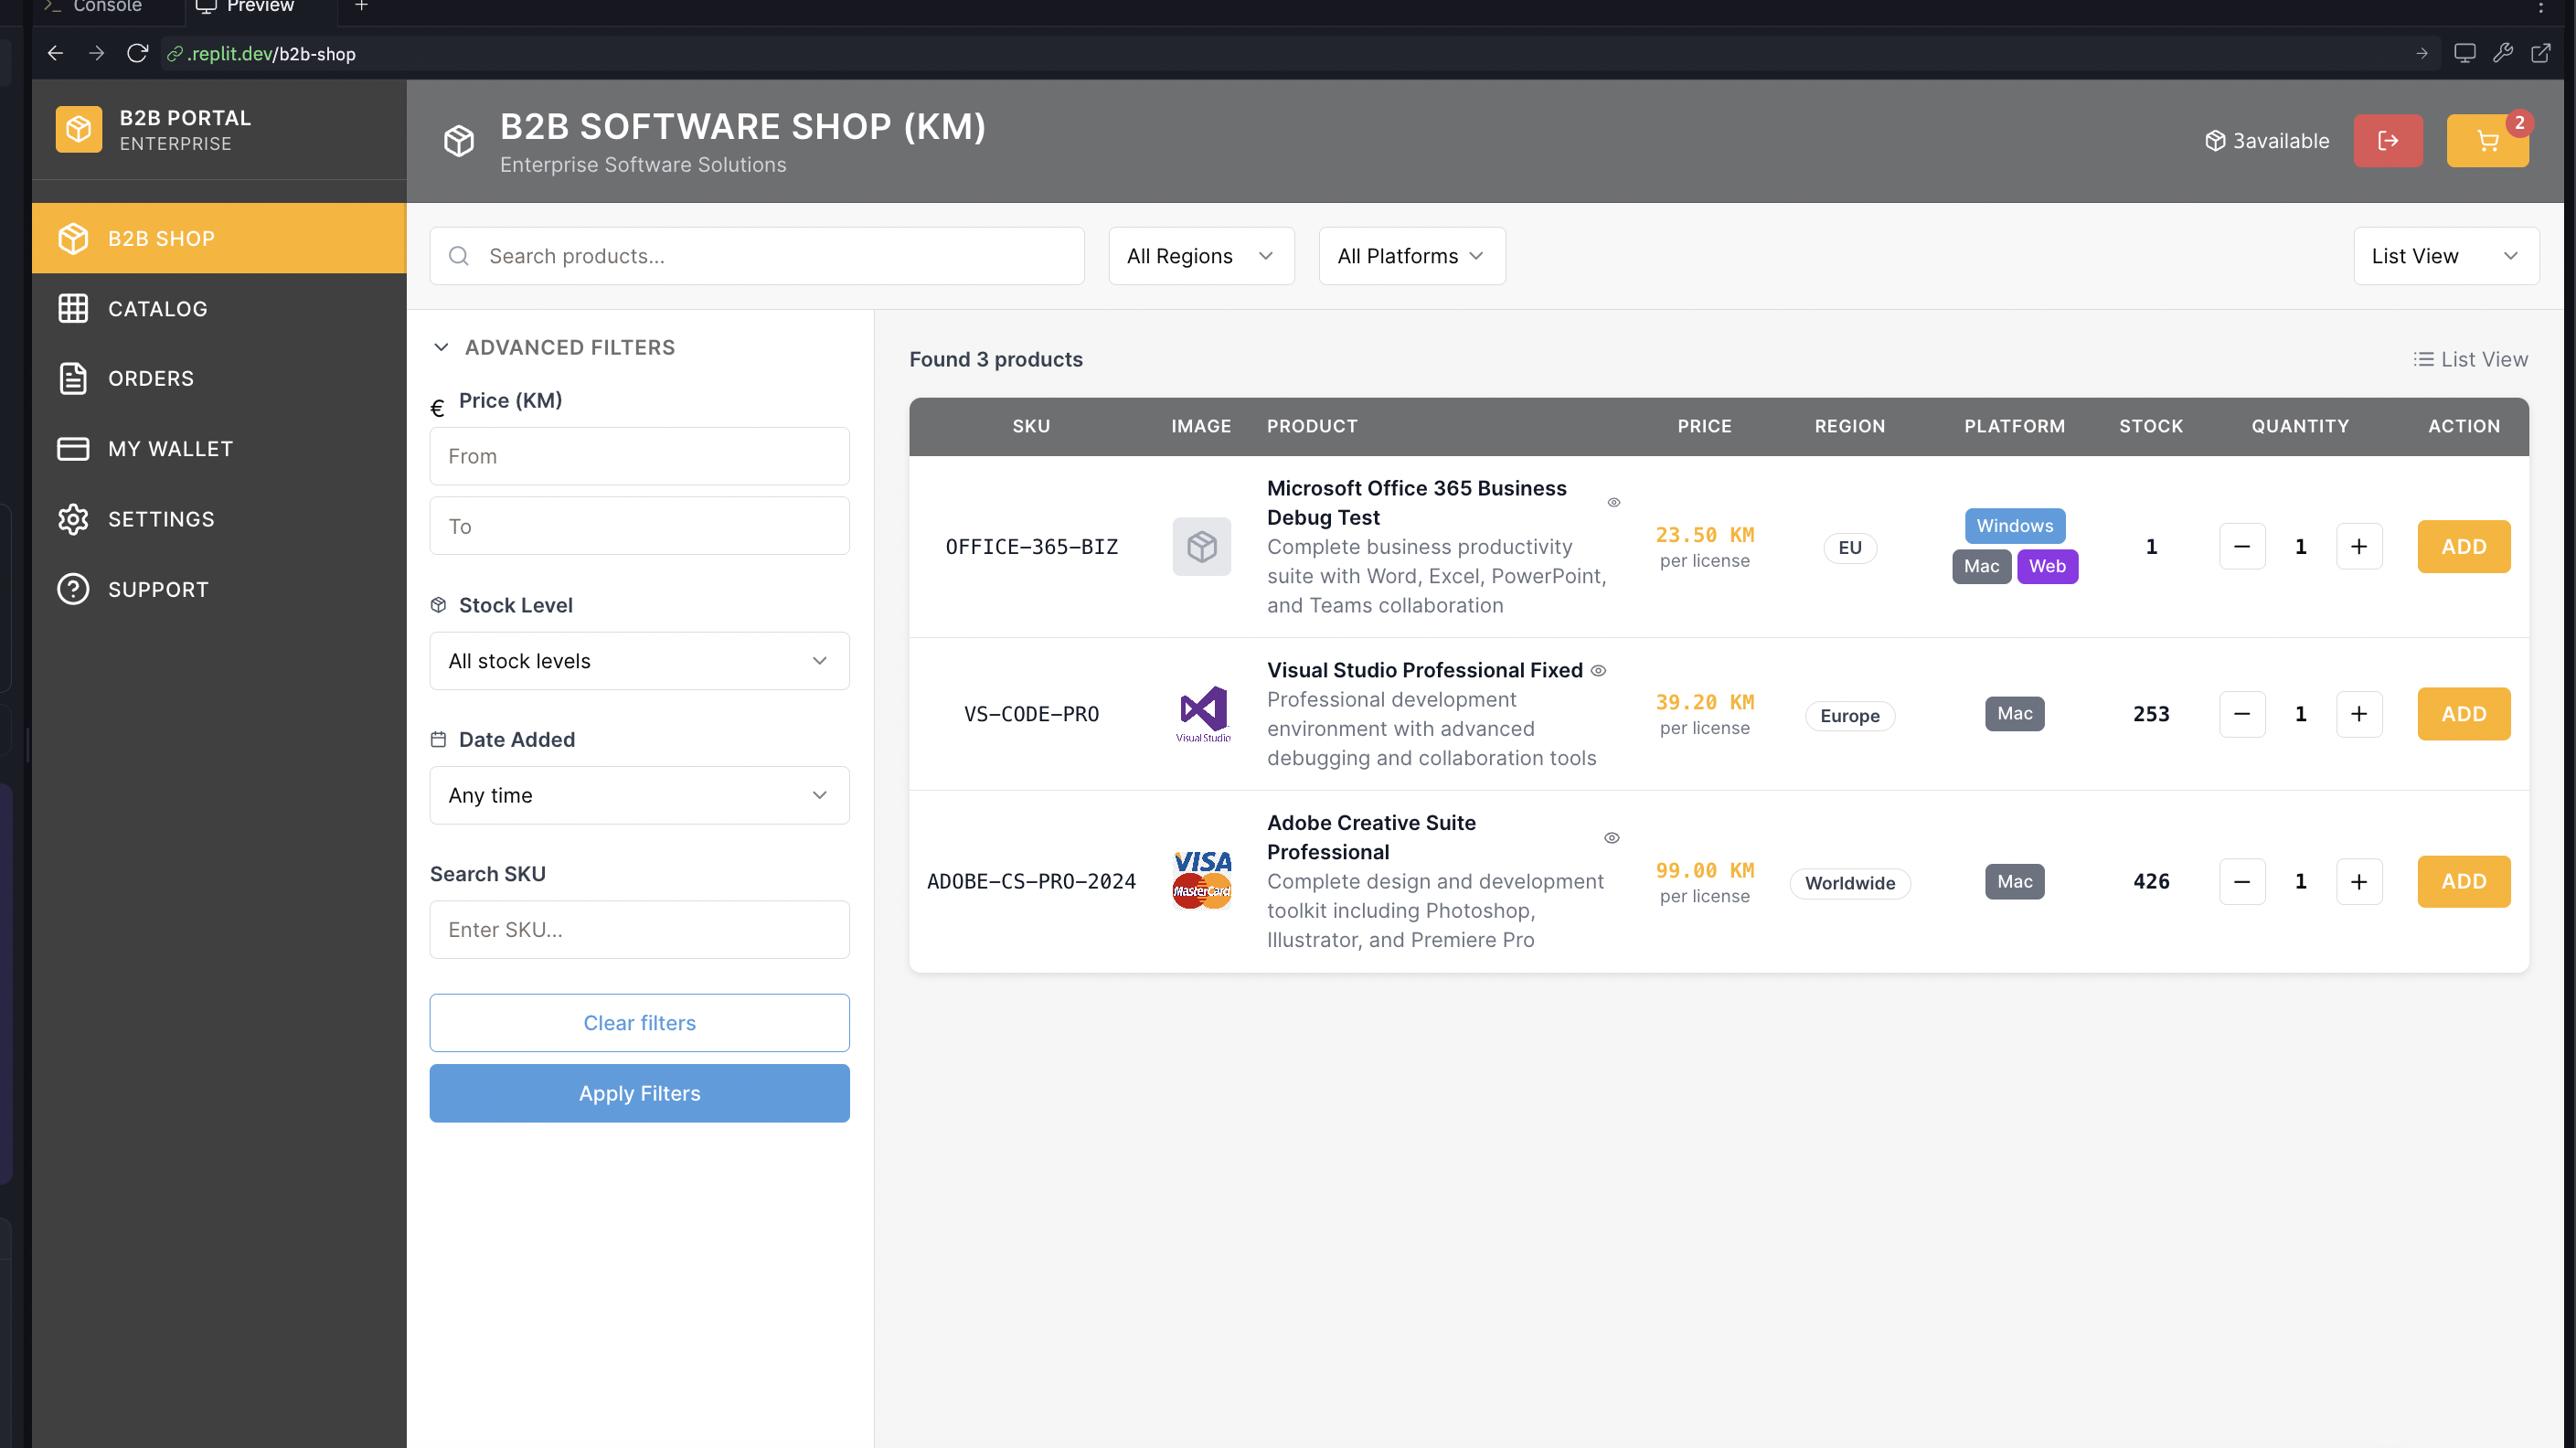 Console
Preview
.replit.dev/b2b-shop
B2B PORTAL
ENTERPRISE
B2B SHOP
CATALOG
ORDERS
MY WALLET
SETTINGS
SUPPORT
B2B SOFTWARE SHOP (KM)
Enterprise Software Solutions
3available
2
Search products...
All Regions
All Platforms
List View
ADVANCED FILTERS
€ Price (KM)
From
To
Stock Level
All stock levels
Date Added
Any time
Search SKU
Enter SKU...
Clear filters
Apply Filters
Found 3 products
List View
SKU IMAGE PRODUCT PRICE REGION PLATFORM STOCK QUANTITY ACTION
OFFICE-365-BIZ
Microsoft Office 365 Business
Debug Test
Complete business productivity
suite with Word, Excel, PowerPoint,
and Teams collaboration
23.50 KM
per license
EU
Windows
Mac Web
1
1
ADD
VS-CODE-PRO
Visual Studio
Visual Studio Professional Fixed
Professional development
environment with advanced
debugging and collaboration tools
39.20 KM
per license
Europe
Mac
253
1
ADD
ADOBE-CS-PRO-2024
VISA
MasterCard
Adobe Creative Suite
Professional
Complete design and development
toolkit including Photoshop,
Illustrator, and Premiere Pro
99.00 KM
per license
Worldwide
Mac
426
1
ADD